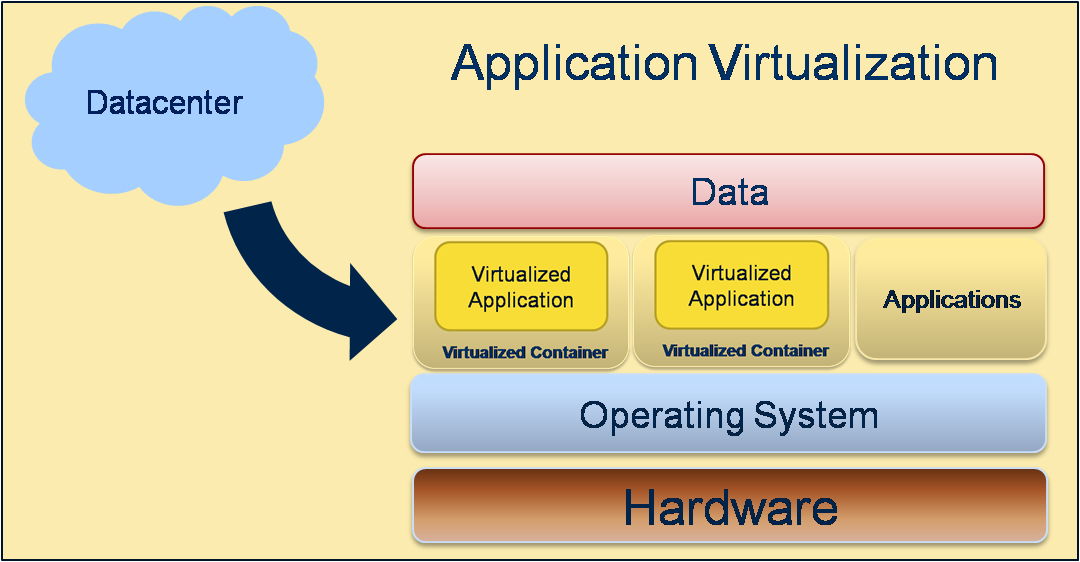 Application Virtualization
Datacenter
Data
Virtualized
Application
Virtualized Container
Virtualized
Application
Virtualized Container
Applications
Operating System
Hardware